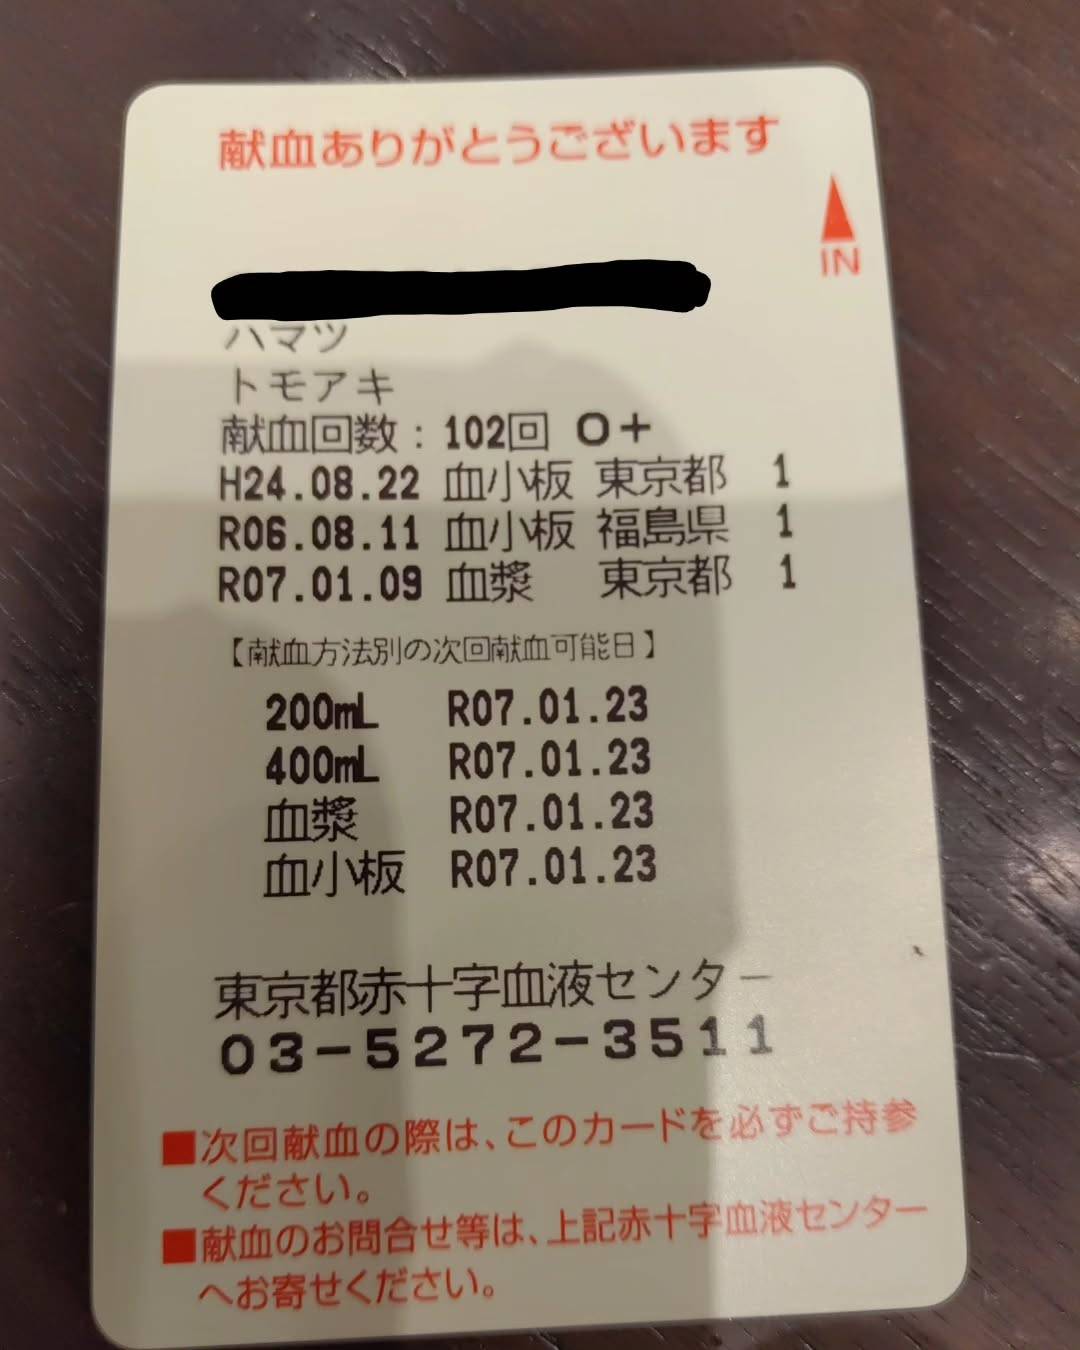 献血ありがとうございます
IN
ハマツ
トモアキ
献血回数：102回 O+
H24.08.22 血小板 東京都 1
R06.08.11 血小板 福島県 1
R07.01.09 血漿 東京都 1
【献血方法別の次回献血可能日】
200mL R07.01.23
400mL R07.01.23
血漿 R07.01.23
血小板 R07.01.23
東京都赤十字血液センター
03-5272-3511
■次回献血の際は、このカードを必ずご持参
ください。
■献血のお問合せ等は、上記赤十字血液センター
へお寄せください。